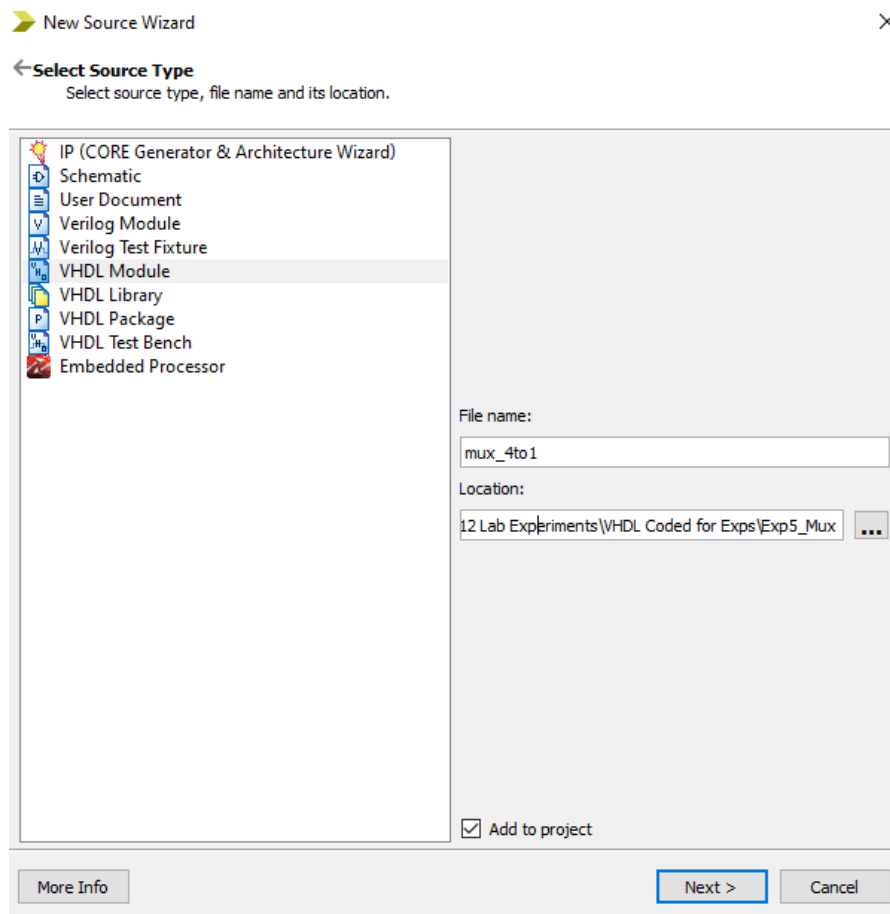 New Source Wizard
Select Source Type
Select source type, file name and its location.
IP (CORE Generator & Architecture Wizard)
Schematic
User Document
Verilog Module
Verilog Test Fixture
VHDL Module
VHDL Library
VHDL Package
VHDL Test Bench
Embedded Processor
File name:
mux_4to1
Location:
12 Lab Experiments\VHDL Coded for Exps\Exp5_Mux
...
Add to project
More Info
Next >
Cancel